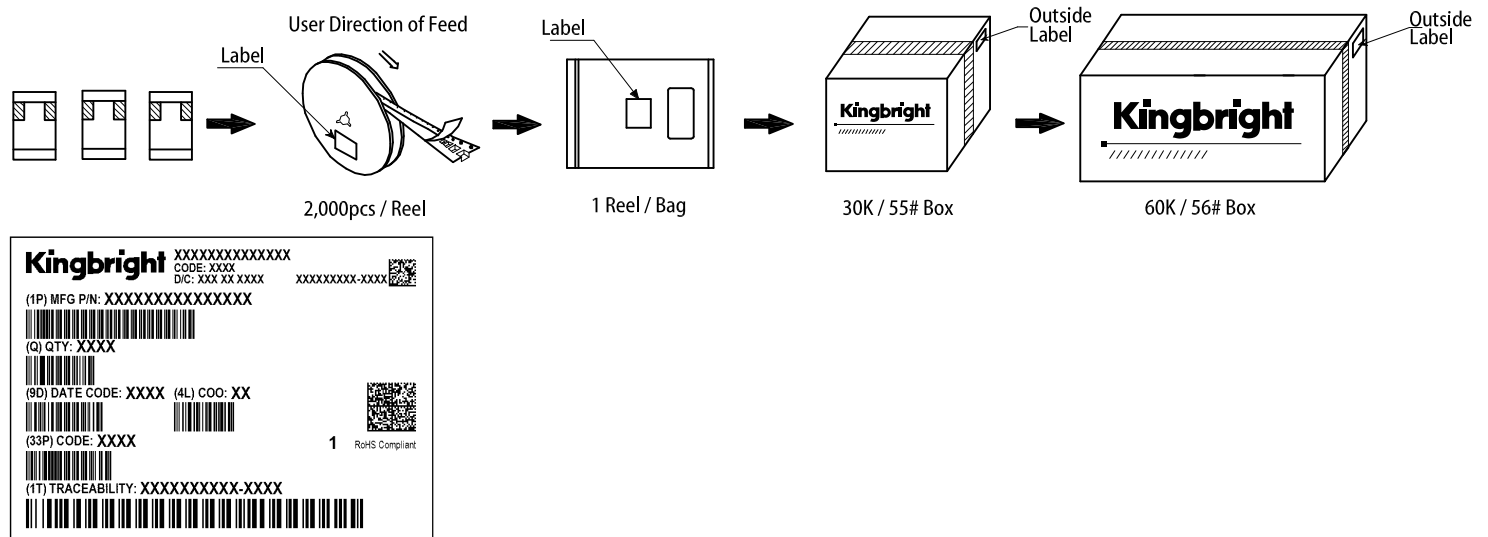 User Direction of Feed
Label
Label
Outside
Label
Outside
Label
Kingbright
Kingbright
2,000pcs / Reel
1 Reel / Bag
30K / 55# Box
60K / 56# Box
Kingbright
XXXXXXXXXXXXXX
CODE: XXXX
D/C: XXX XX XXXX
XXXXXXXXX-XXXX
(1P) MFG P/N: XXXXXXXXXXXXXXX
(Q) QTY: XXXX
(9D) DATE CODE: XXXX (4L) COO: XX
(33P) CODE: XXXX
1 RoHS Compliant
(1T) TRACEABILITY: XXXXXXXXXX-XXXX